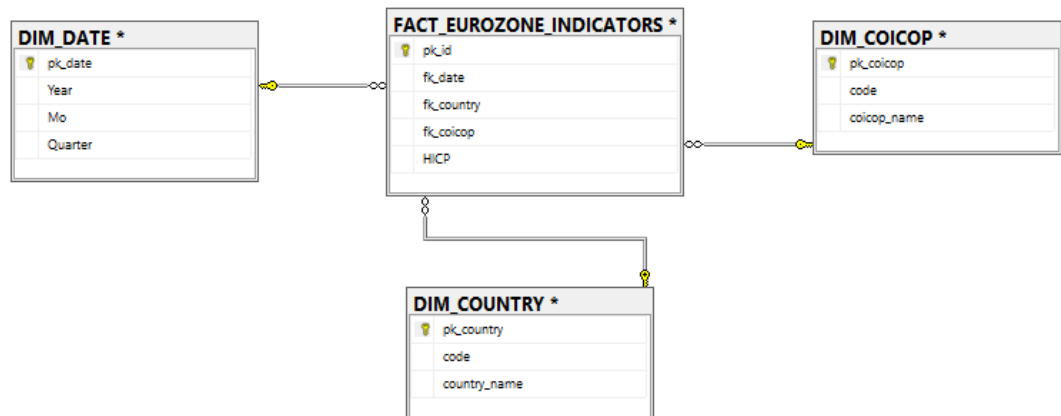 DIM_DATE *
pk_date
Year
Mo
Quarter
FACT_EUROZONE_INDICATORS *
pk_id
fk_date
fk_country
fk_coicop
HICP
DIM_COICOP *
pk_coicop
code
coicop_name
DIM_COUNTRY *
pk_country
code
country_name